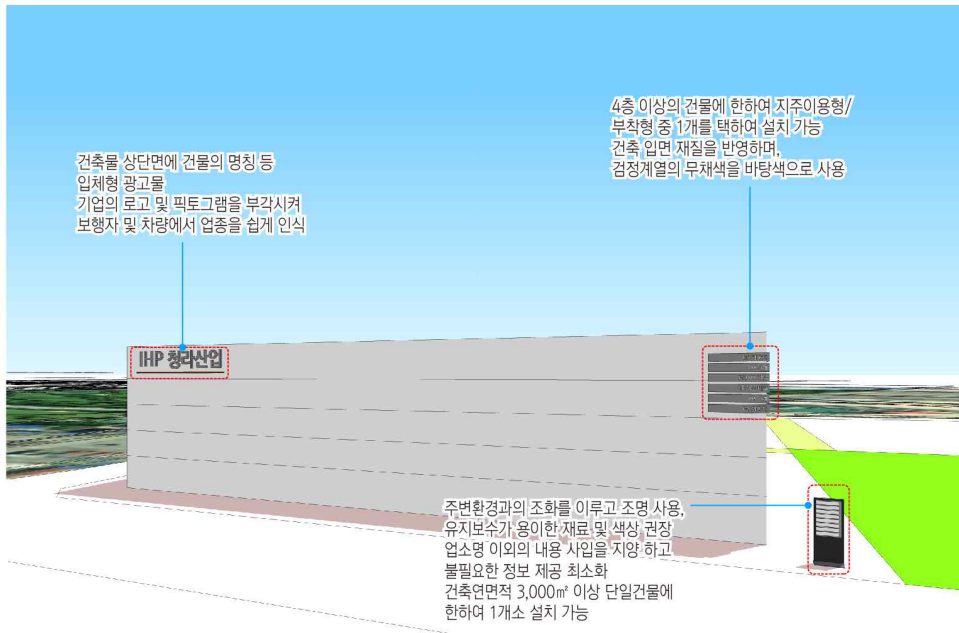 4층 이상의 건물에 한하여 지주이용형/
부착형 중 1개를 택하여 설치 가능
건축 입면 재질을 반영하며,
검정계열의 무채색을 바탕색으로 사용
건축물 상단면에 건물의 명칭 등
입체형 광고물
기업의 로고 및 픽토그램을 부각시켜
보행자 및 차량에서 업종을 쉽게 인식
IHP 청라산업
주변환경과의 조화를 이루고 조명 사용,
유지보수가 용이한 재료 및 색상 권장
업소명 이외의 내용 사입을 지양 하고
불필요한 정보 제공 최소화
건축연면적 3,000㎡ 이상 단일건물에
한하여 1개소 설치 가능